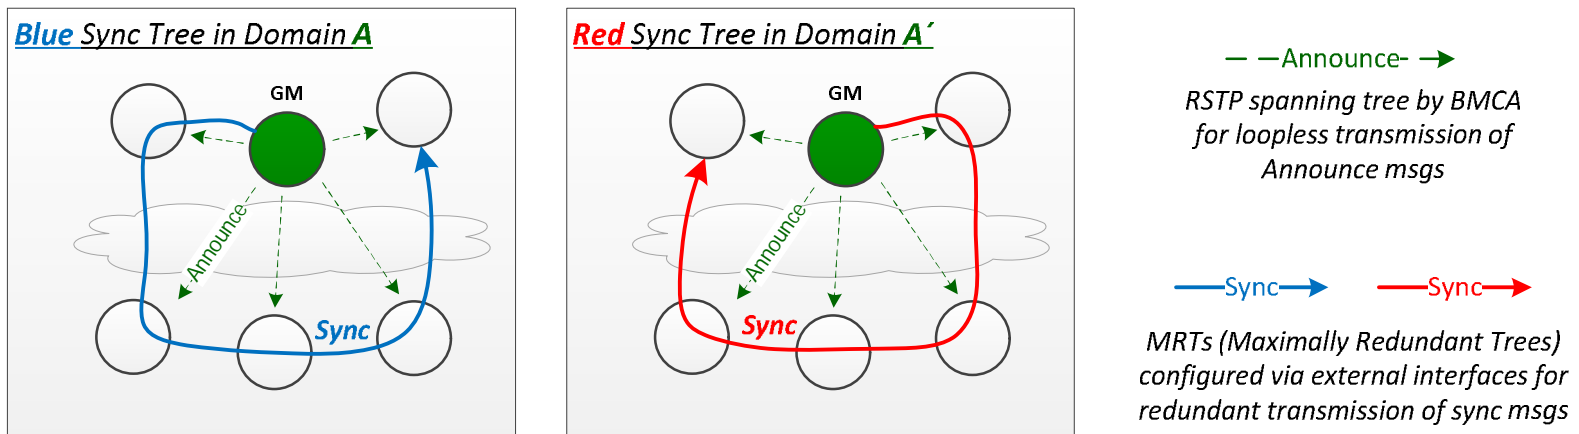 Blue Sync Tree in Domain A
GM
Announce
Sync
Red Sync Tree in Domain A´
GM
Announce
Sync
Announce
RSTP spanning tree by BMCA
for loopless transmission of
Announce msgs
Sync
Sync
MRTs (Maximally Redundant Trees)
configured via external interfaces for
redundant transmission of sync msgs